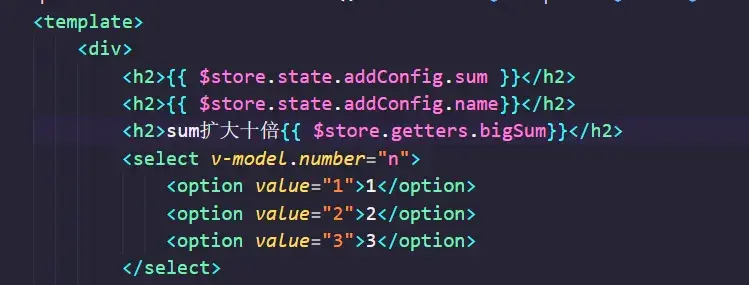 <template>
<div>
<h2>{{ $store.state.addConfig.sum }}</h2>
<h2>{{ $store.state.addConfig.name}}</h2>
<h2>sum扩大十倍{{ $store.getters.bigSum}}</h2>
<select v-model.number="n">
<option value="1">1</option>
<option value="2">2</option>
<option value="3">3</option>
</select>